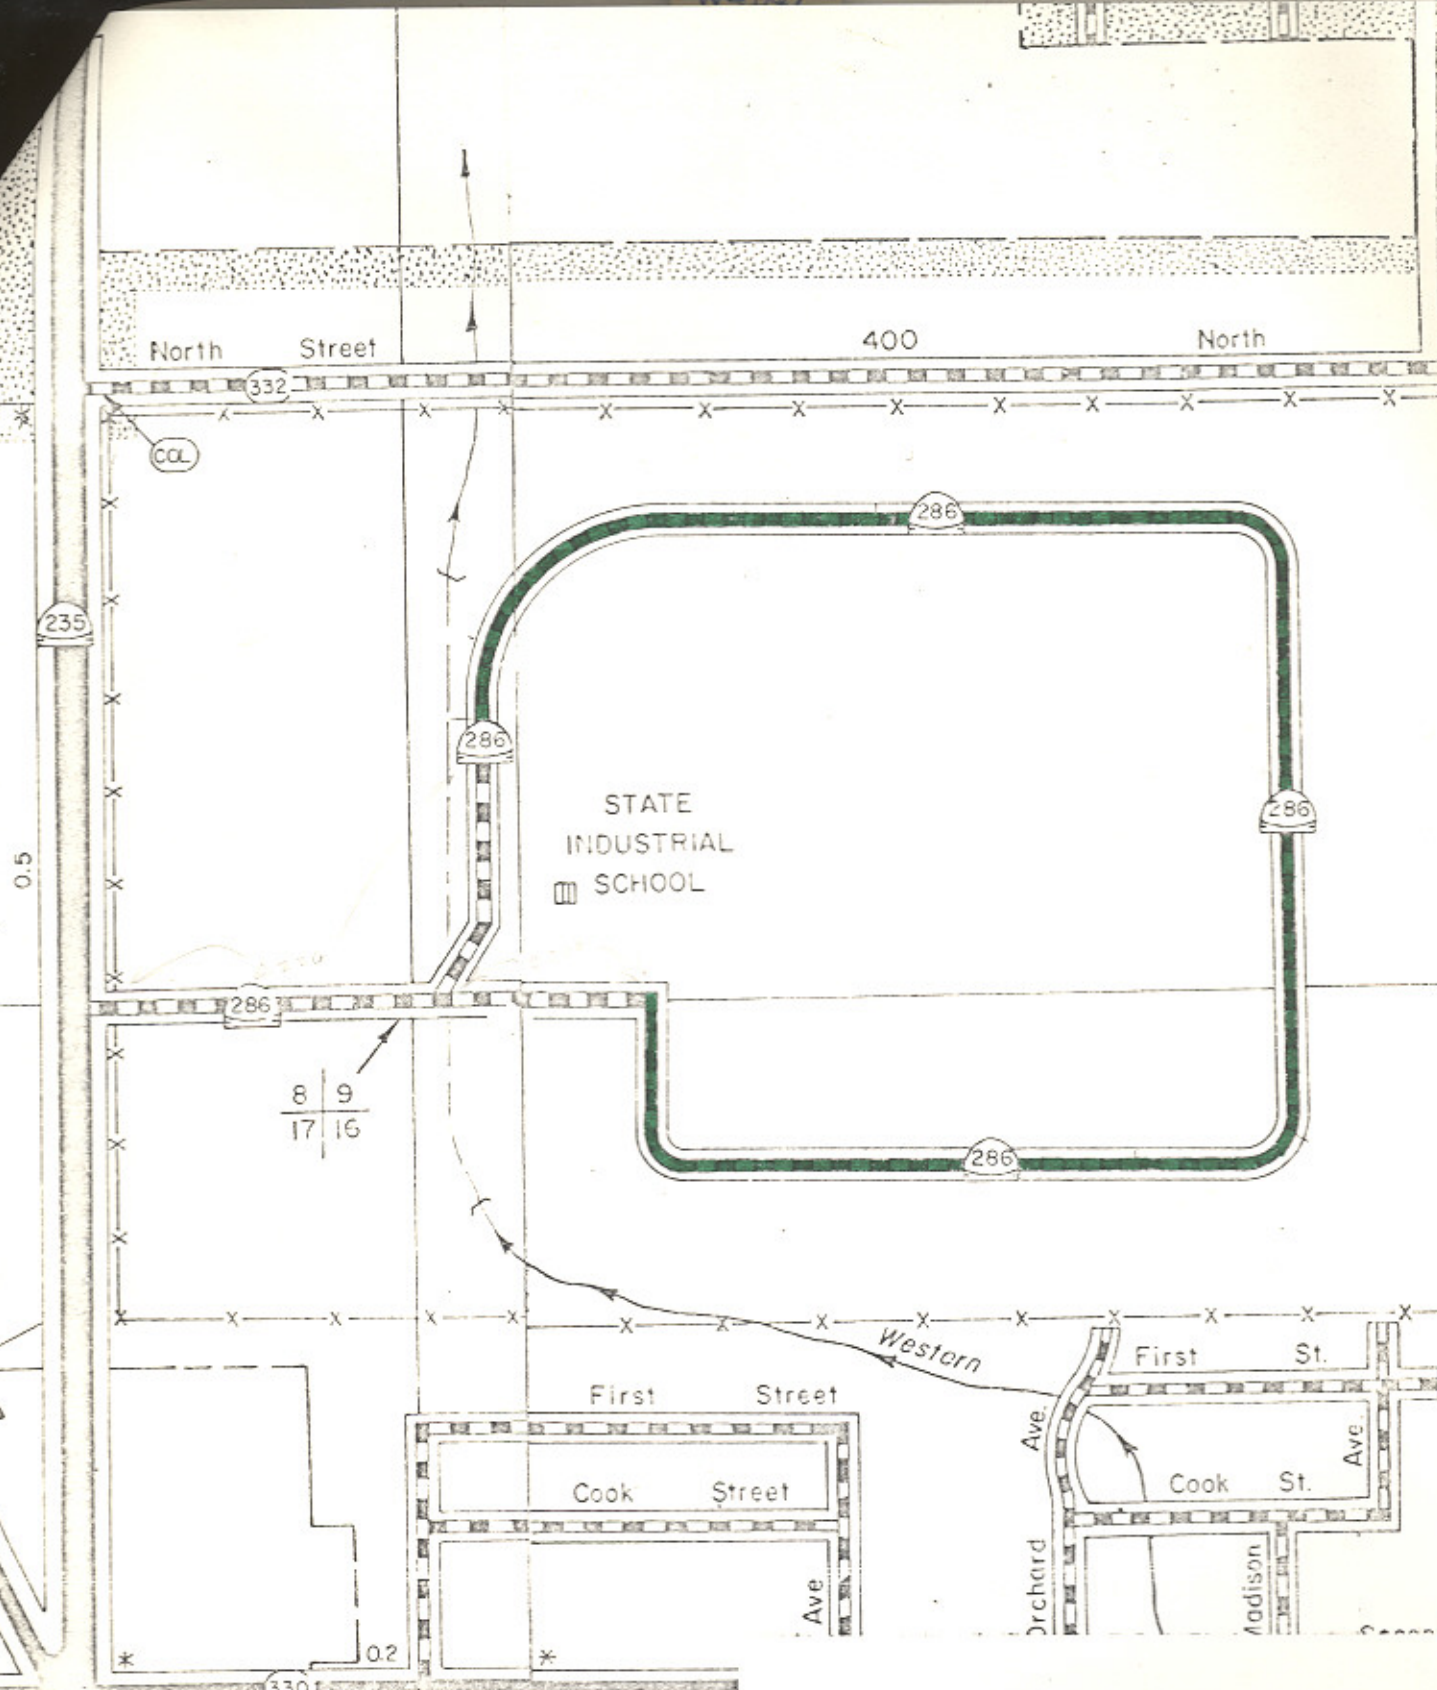 North Street 400 North
332
COL
286
235
286
STATE
INDUSTRIAL
SCHOOL
286
0.5
286
8 9
17 16
286
Western
First St.
First Street
Ave.
Ave.
Cook Street
Cook St.
Orchard
Madison
Ave
0.2
330